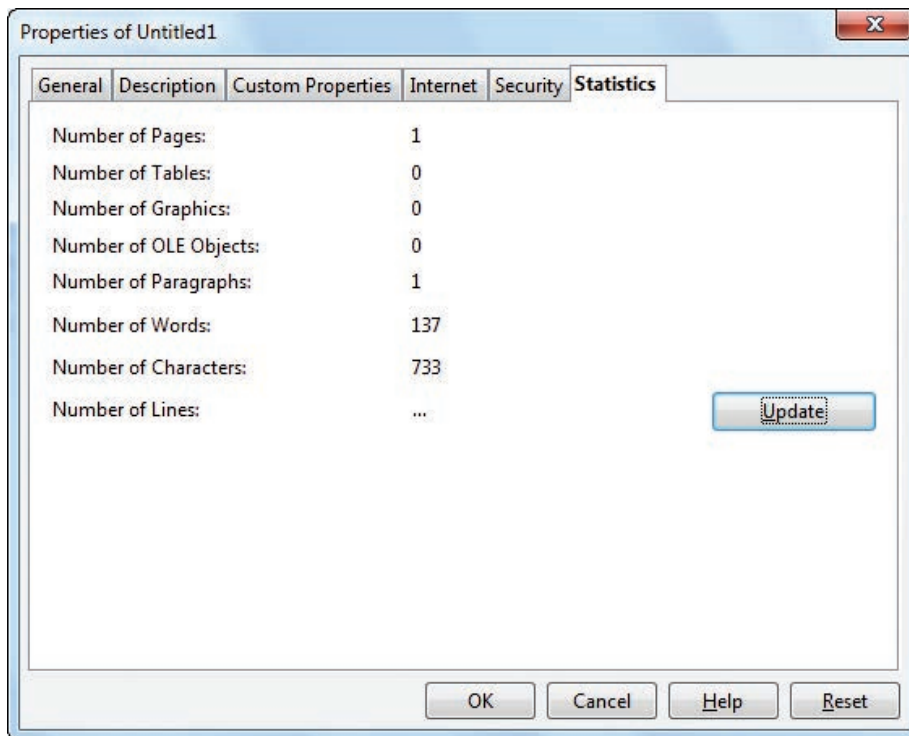 Properties of Untitled1
General Description Custom Properties Internet Security Statistics
Number of Pages: 1
Number of Tables: 0
Number of Graphics: 0
Number of OLE Objects: 0
Number of Paragraphs: 1
Number of Words: 137
Number of Characters: 733
Number of Lines: ... Update
OK Cancel Help Reset